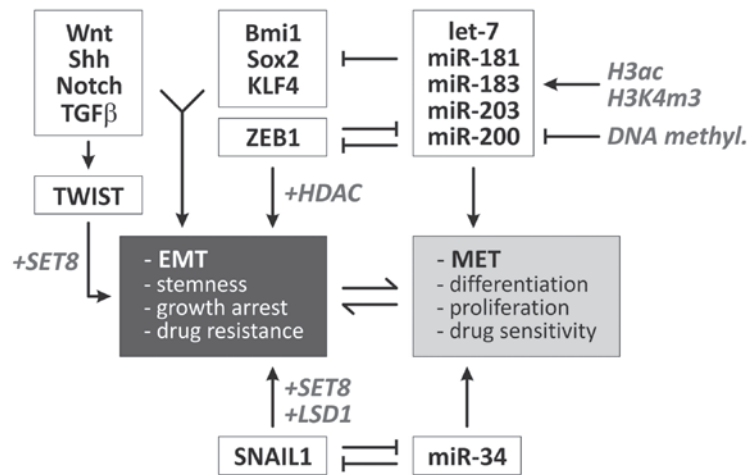 Wnt
Shh
Notch
TGFβ
Bmi1
Sox2
KLF4
ZEB1
let-7
miR-181
miR-183
miR-203
miR-200
H3ac
H3K4m3
DNA methyl.
TWIST
+HDAC
+SET8
- EMT
- stemness
- growth arrest
- drug resistance
- MET
- differentiation
- proliferation
- drug sensitivity
+SET8
+LSD1
SNAIL1
miR-34